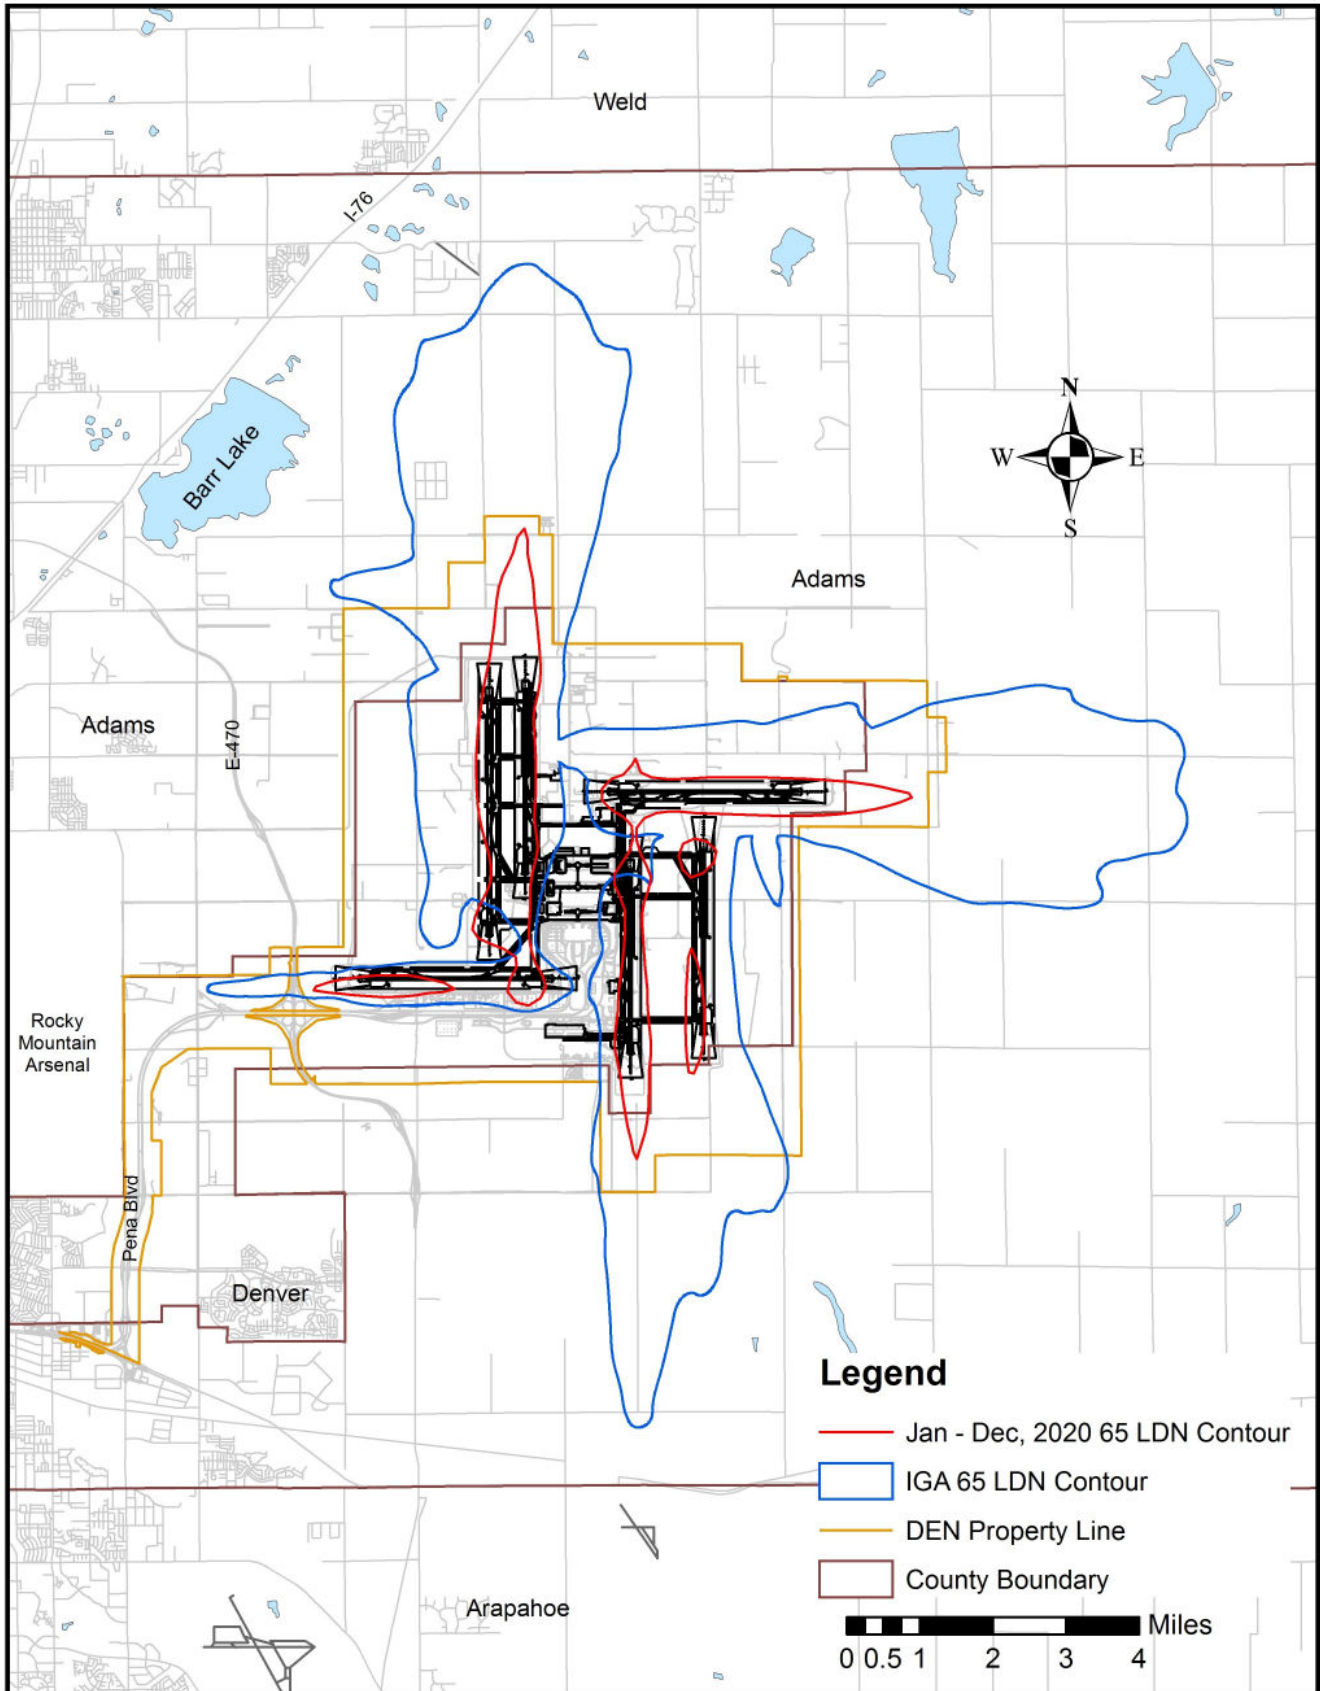 Weld
I-76
Barr Lake
N
W
E
S
Adams
Adams
E-470
Rocky
Mountain
Arsenal
Pena Blvd
Denver
Legend
Jan - Dec, 2020 65 LDN Contour
IGA 65 LDN Contour
DEN Property Line
County Boundary
Arapahoe
Miles
0 0.5 1 2 3 4